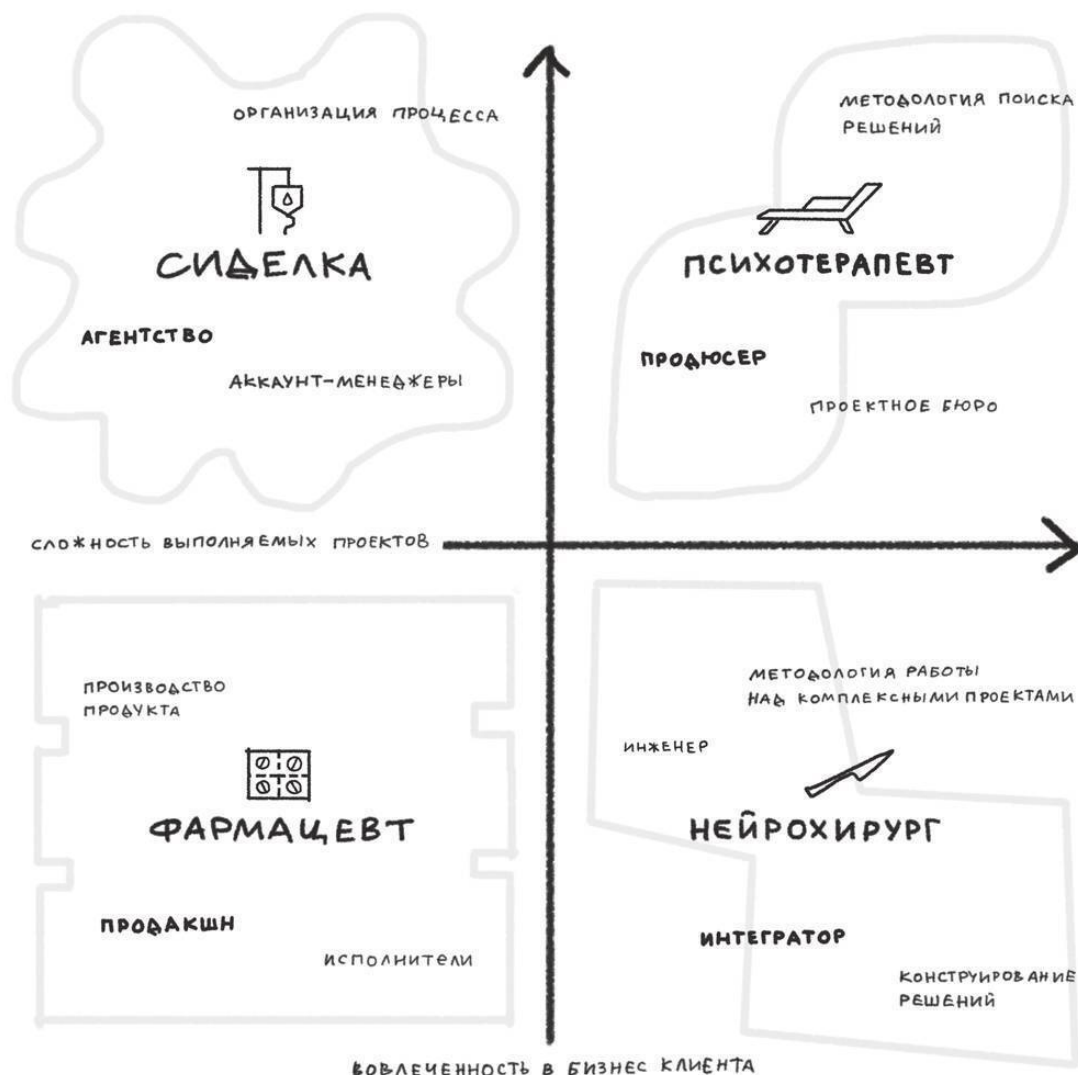 ОРГАНИЗАЦИЯ ПРОЦЕССА
СИДЕЛКА
АГЕНТСТВО
АККАУНТ-МЕНЕДЖЕРЫ
МЕТОДОЛОГИЯ ПОИСКА
РЕШЕНИЙ
ПСИХОТЕРАПЕВТ
ПРОДЮСЕР
ПРОЕКТНОЕ БЮРО
СЛОЖНОСТЬ ВЫПОЛНЯЕМЫХ ПРОЕКТОВ
ПРОИЗВОДСТВО
ПРОДУКТА
ФАРМАЦЕВТ
ПРОДАКШН
ИСПОЛНИТЕЛИ
МЕТОДОЛОГИЯ РАБОТЫ
НАД КОМПЛЕКСНЫМИ ПРОЕКТАМИ
ИНЖЕНЕР
НЕЙРОХИРУРГ
ИНТЕГРАТОР
КОНСТРУИРОВАНИЕ
РЕШЕНИЙ
ВОВЛЕЧЕННОСТЬ В БИЗНЕС КЛИЕНТА